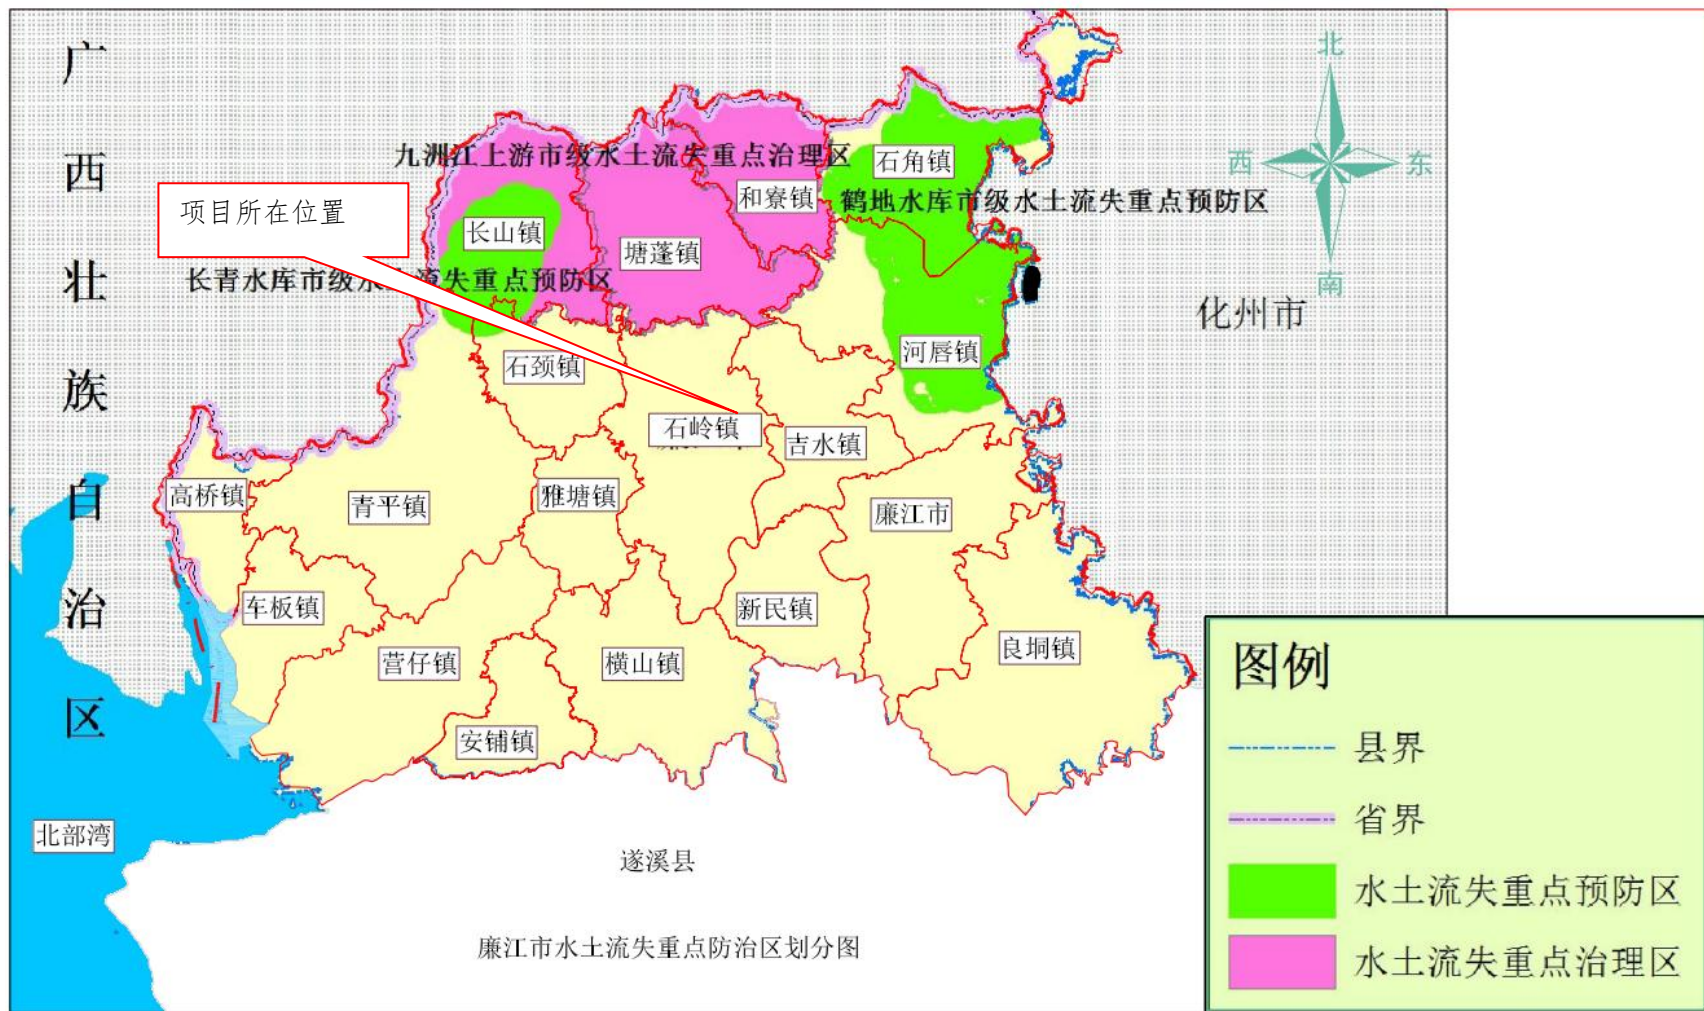 广西壮族自治区
北
西
东
南
九洲江上游市级水土流失重点治理区
石角镇
和寮镇
鹤地水库市级水土流失重点预防区
项目所在位置
长山镇
塘蓬镇
长青水库市级水土流失重点预防区
化州市
河唇镇
石颈镇
石岭镇
吉水镇
高桥镇
青平镇
雅塘镇
廉江市
车板镇
新民镇
营仔镇
横山镇
良垌镇
安铺镇
北部湾
遂溪县
廉江市水土流失重点防治区划分图
图例
县界
省界
水土流失重点预防区
水土流失重点治理区